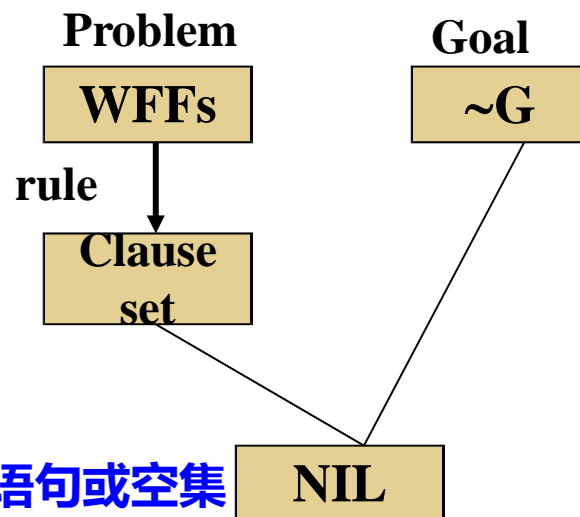 Problem
Goal
WFFs
~G
rule
Clause
set
语句或空集
NIL